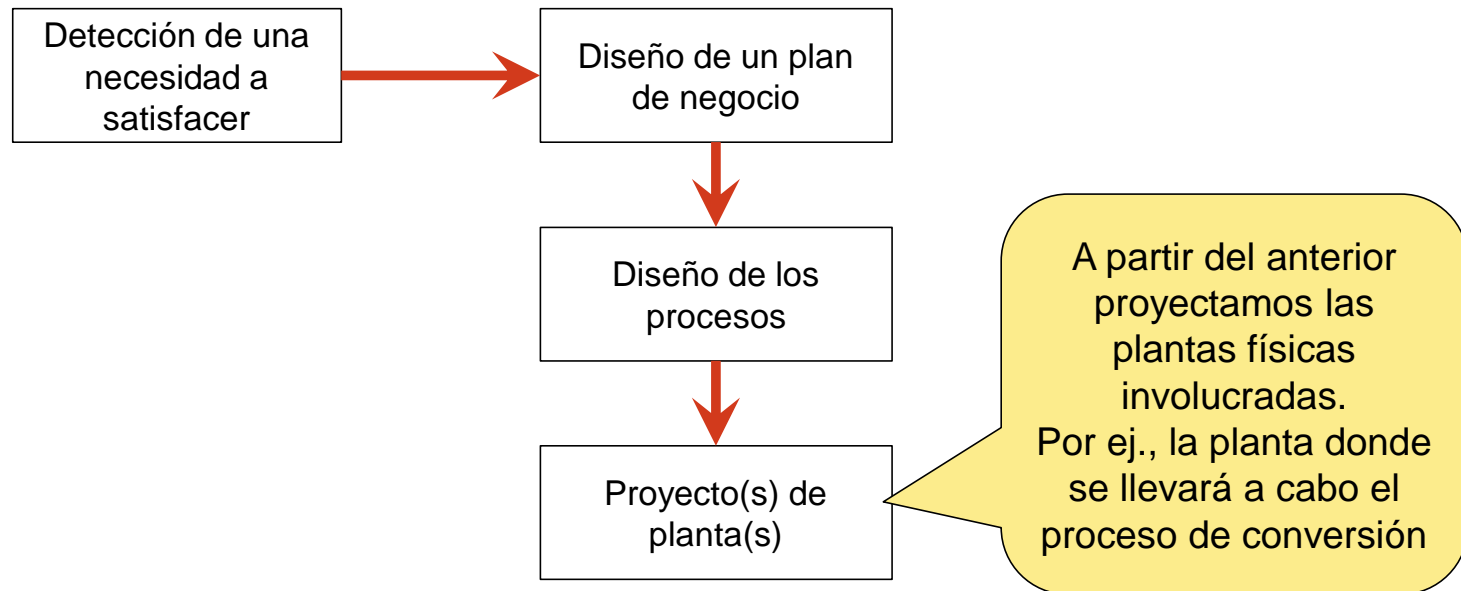 Detección de una
necesidad a
satisfacer
Diseño de un plan
de negocio
Diseño de los
procesos
A partir del anterior
proyectamos las
plantas físicas
involucradas.
Por ej., la planta donde
se llevará a cabo el
proceso de conversión
Proyecto(s) de
planta(s)